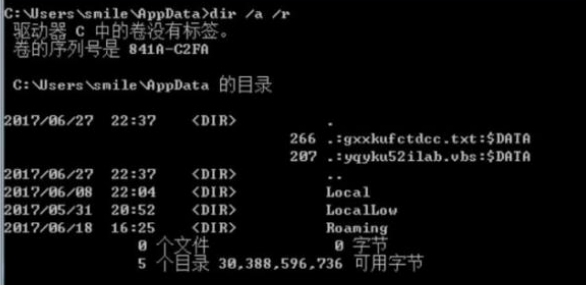 C:\Users\smile\AppData>dir /a /r
驱动器 C 中的卷没有标签。
卷的序列号是 841A-C2FA
C:\Users\smile\AppData 的目录
2017/06/27 22:37 <DIR> .
266 .:gxxkufctdcc.txt:$DATA
207 .:yqyku52ilab.vbs:$DATA
2017/06/27 22:37 <DIR> ..
2017/06/08 22:04 <DIR> Local
2017/05/31 20:52 <DIR> LocalLow
2017/06/18 16:25 <DIR> Roaming
0 个文件 0 字节
5 个目录 30,388,596,736 可用字节